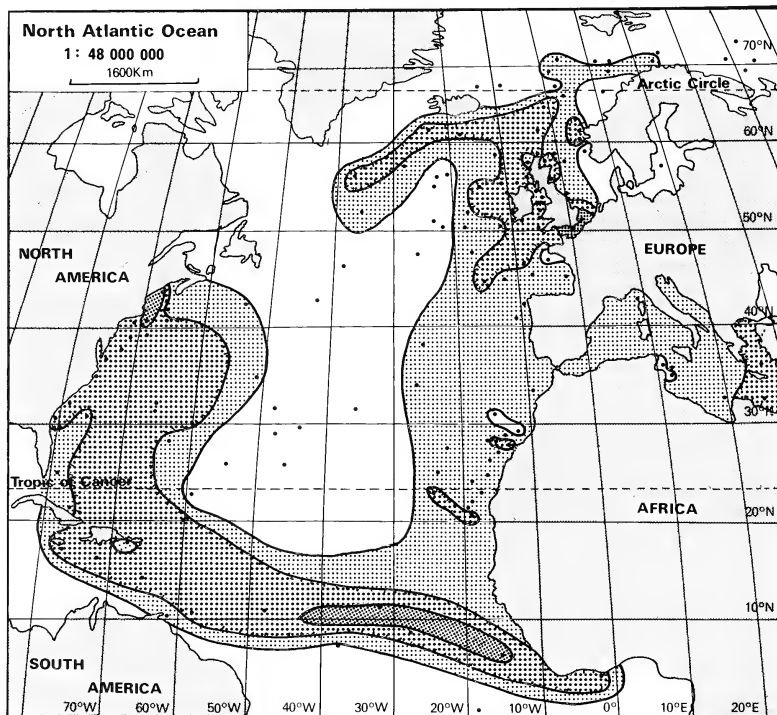 North Atlantic Ocean
1: 48 000 000
1600Km
70°N
Arctic Circle
60°N
50°N
NORTH
AMERICA
EUROPE
40°N
30°N
Tropic of Cancer
AFRICA
20°N
10°N
SOUTH
AMERICA
70°W
60°W
50°W
40°W
30°W
20°W
10°W
0°
10°E
20°E